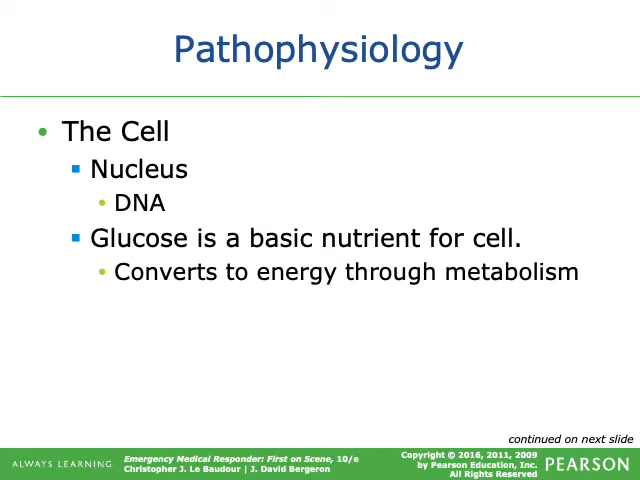 Pathophysiology
• The Cell
▪ Nucleus
• DNA
▪ Glucose is a basic nutrient for cell.
• Converts to energy through metabolism
continued on next slide
ALWAYS LEARNING
Emergency Medical Responder: First on Scene, 10/e
Christopher J. Le Baudour | J. David Bergeron
Copyright © 2016, 2011, 2009
by Pearson Education, Inc.
All Rights Reserved
PEARSON